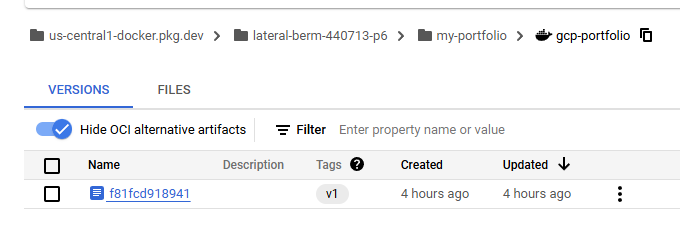 us-central1-docker.pkg.dev > lateral-berm-440713-p6 > my-portfolio > gcp-portfolio
VERSIONS FILES
Hide OCI alternative artifacts Filter Enter property name or value
Name Description Tags ? Created Updated
f81fcd918941 v1 4 hours ago 4 hours ago